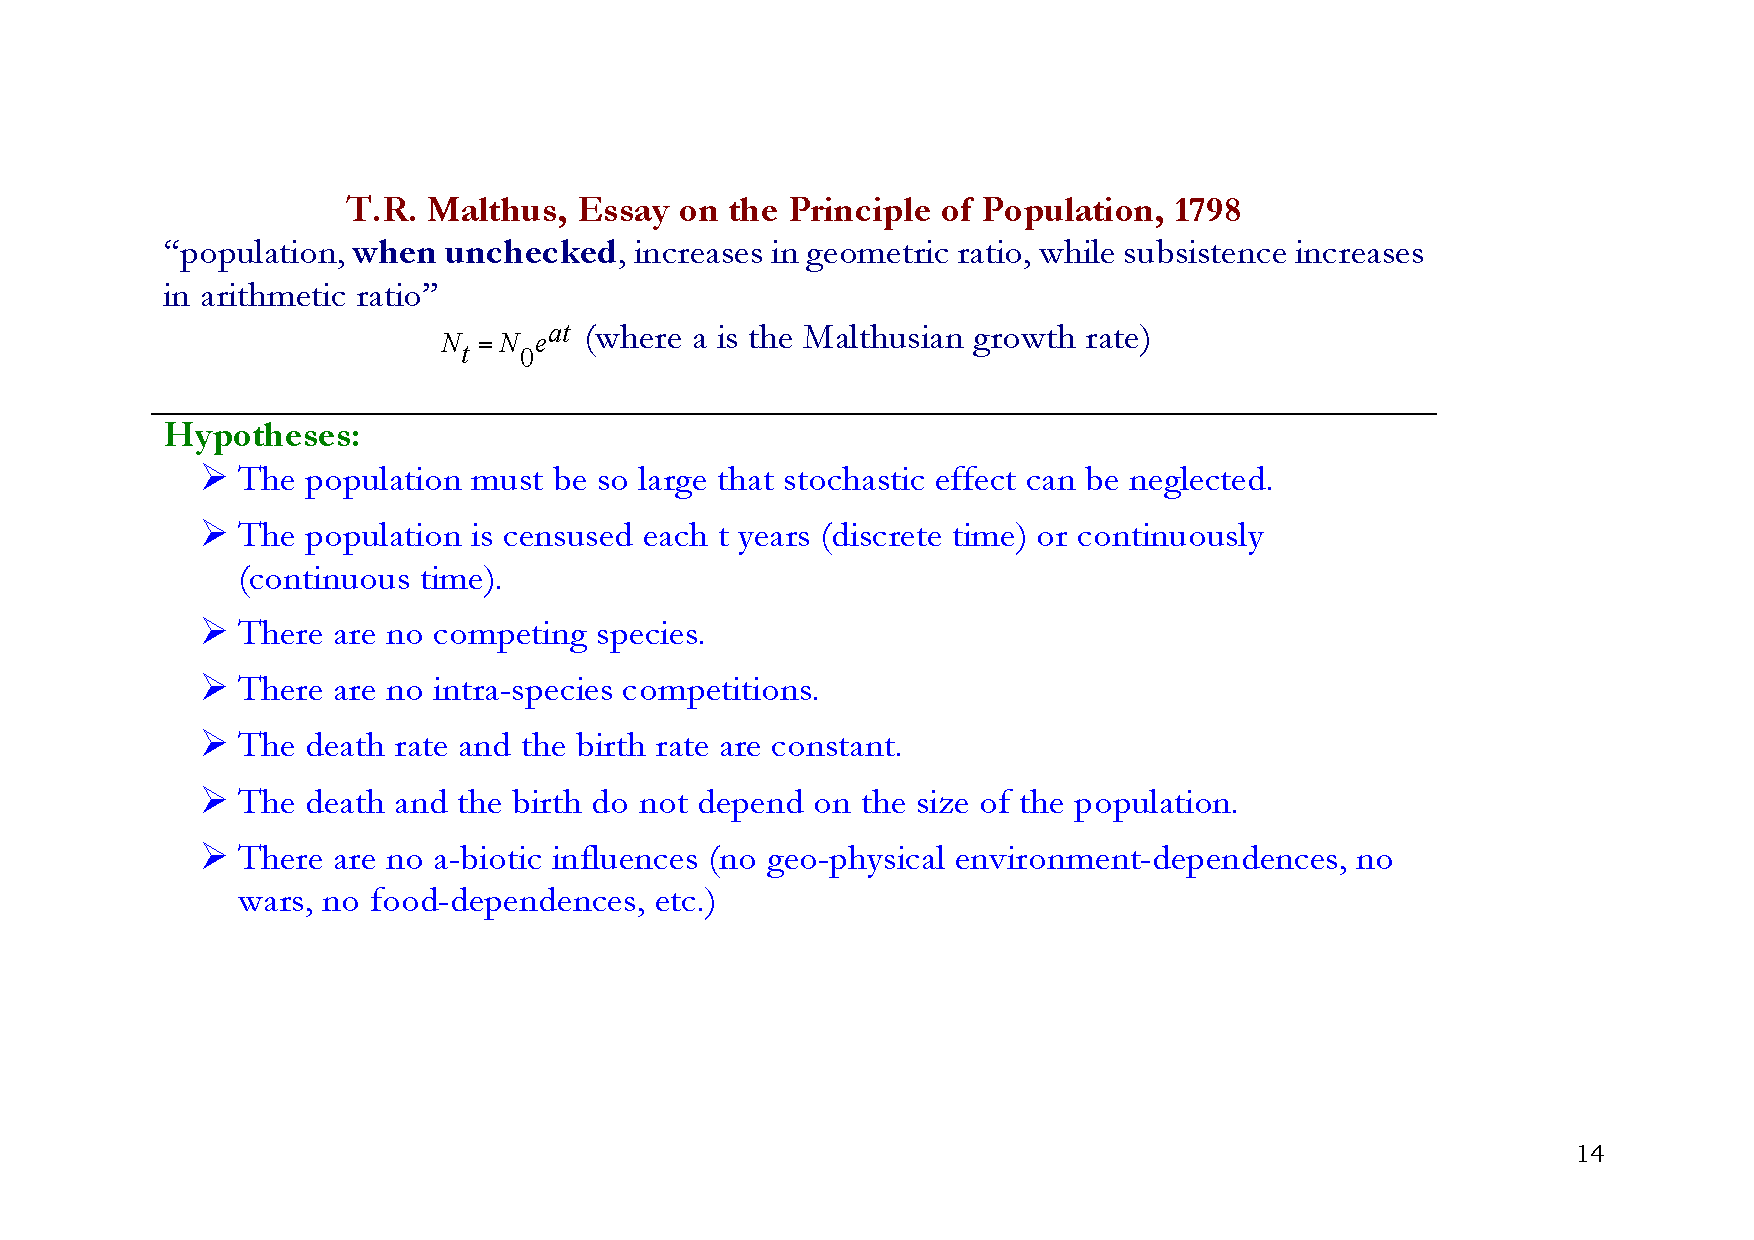 T.R. Malthus, Essay on the Principle of Population, 1798
“population, when unchecked, increases in geometric ratio, while subsistence increases
in arithmetic ratio”
N_t = N_0 e^{at} (where a is the Malthusian growth rate)
Hypotheses:
➢ The population must be so large that stochastic effect can be neglected.
➢ The population is censused each t years (discrete time) or continuously
(continuous time).
➢ There are no competing species.
➢ There are no intra-species competitions.
➢ The death rate and the birth rate are constant.
➢ The death and the birth do not depend on the size of the population.
➢ There are no a-biotic influences (no geo-physical environment-dependences, no
wars, no food-dependences, etc.)
14